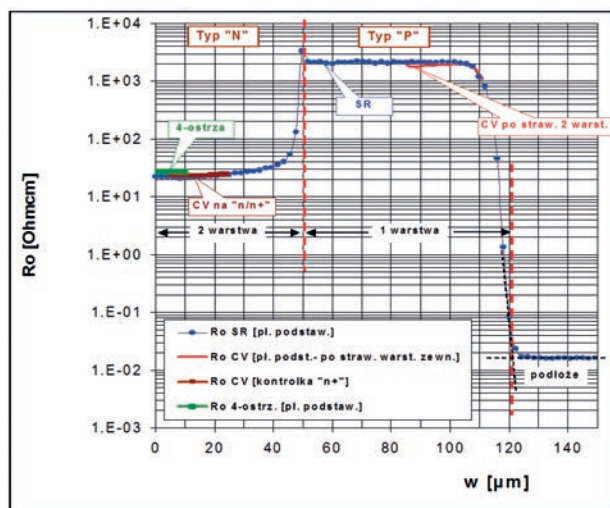 1.E+04
1.E+03
1.E+02
1.E+01
1.E+00
1.E-01
1.E-02
1.E-03
Ro [Ohmcm]
Typ "N"
Typ "P"
4-ostrza
SR
CV po straw. 2 warst.
CV na "n/n+"
2 warstwa
1 warstwa
Ro SR [pł. podstaw.]
Ro CV [pł. podst.- po straw. warst. zewn.]
Ro CV [kontrolka "n+"]
Ro 4-ostrz. [pł. podstaw.]
podłoże
0 20 40 60 80 100 120 140
w [µm]